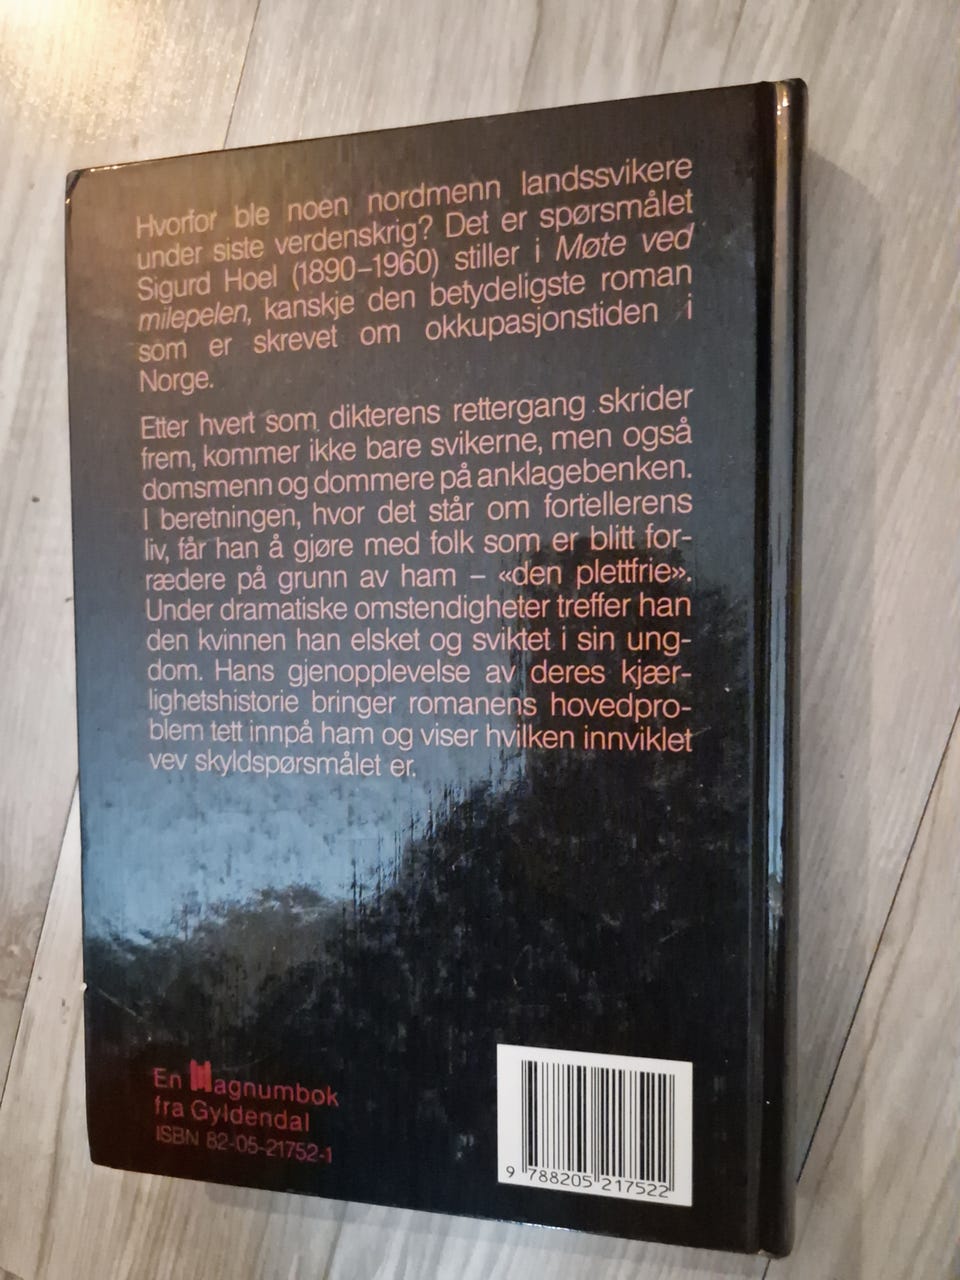 Hvorfor ble noen nordmenn landssvikere
under siste verdenskrig? Det er spørsmålet
Sigurd Hoel (1890–1960) stiller i Møte ved
milepelen, kanskje den betydeligste roman
som er skrevet om okkupasjonstiden i
Norge.
Etter hvert som dikterens rettergang skrider
frem, kommer ikke bare svikerne, men også
domsmenn og dommere på anklagebenken.
I beretningen, hvor det står om fortellerens
liv, får han å gjøre med folk som er blitt for-
rædere på grunn av ham – «den plettfrie».
Under dramatiske omstendigheter treffer han
den kvinnen han elsket og sviktet i sin ung-
dom. Hans gjenopplevelse av deres kjær-
lighetshistorie bringer romanens hovedpro-
blem tett innpå ham og viser hvilken innviklet
vev skyldspørsmålet er.
En Magnumbok
fra Gyldendal
ISBN 82-05-21752-1
9 788205 217522